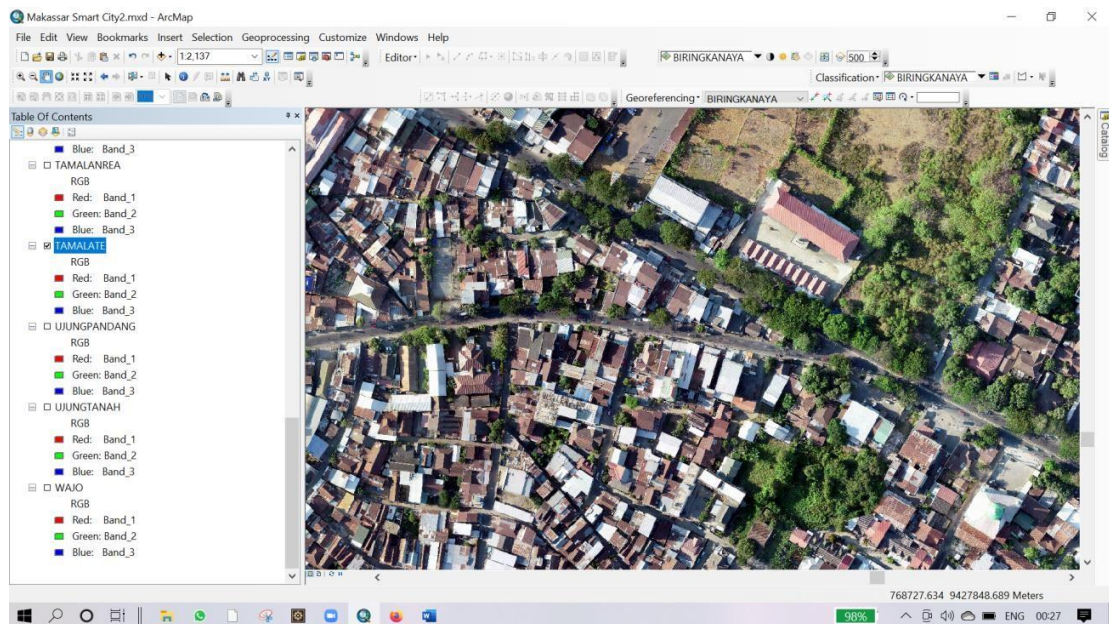 Makassar Smart City2.mxd - ArcMap
File Edit View Bookmarks Insert Selection Geoprocessing Customize Windows Help
1:2,137 Editor BIRINGKANAYA 500
Classification BIRINGKANAYA
Georeferencing BIRINGKANAYA
Table Of Contents
Catalog
Blue: Band_3
TAMALANREA
RGB
Red: Band_1
Green: Band_2
Blue: Band_3
TAMALATE
RGB
Red: Band_1
Green: Band_2
Blue: Band_3
UJUNGPANDANG
RGB
Red: Band_1
Green: Band_2
Blue: Band_3
UJUNGTANAH
RGB
Red: Band_1
Green: Band_2
Blue: Band_3
WAJO
RGB
Red: Band_1
Green: Band_2
Blue: Band_3
768727.634 9427848.689 Meters
98% ENG 00:27